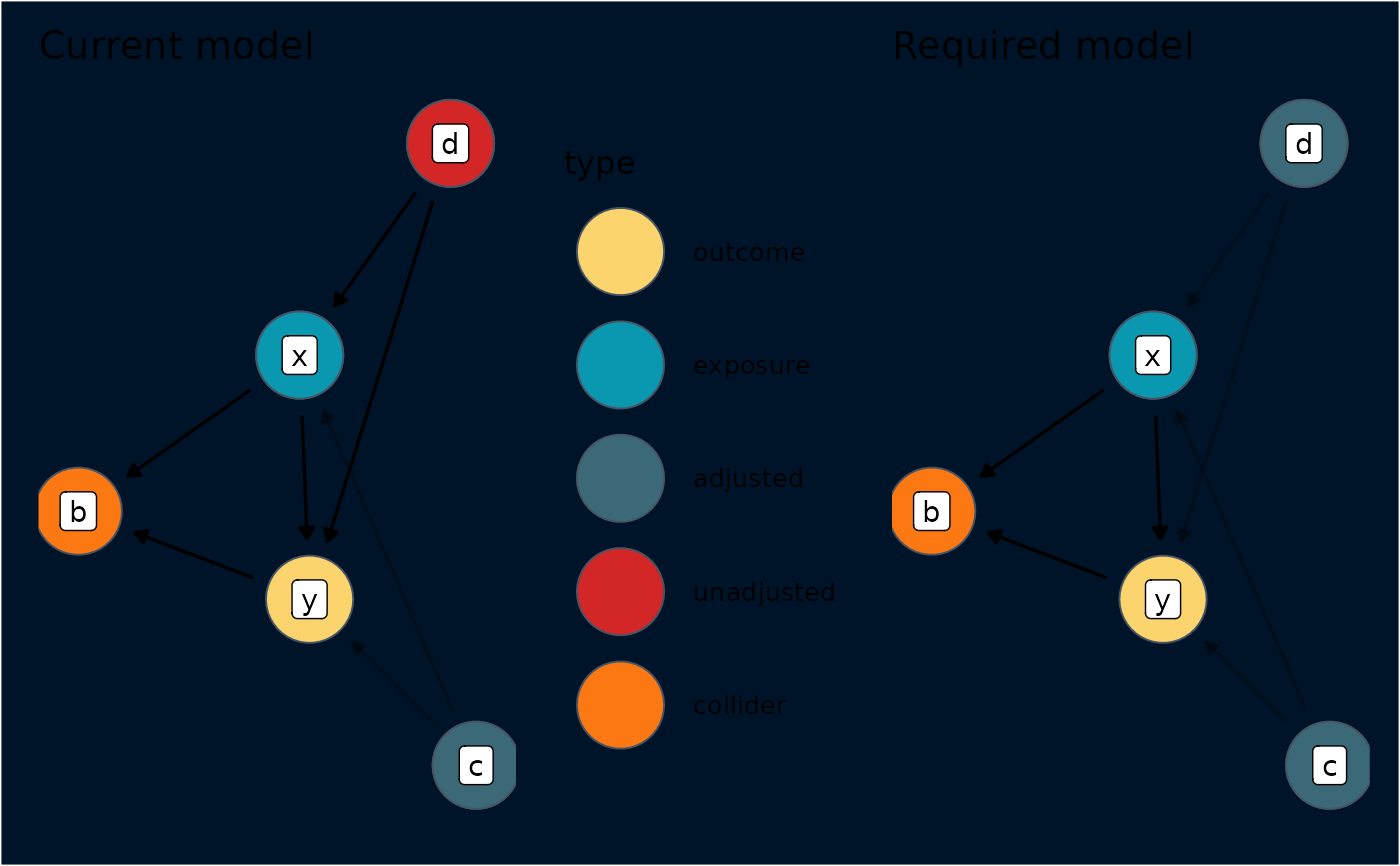 Current model
d
x
b
y
c
type
outcome
exposure
adjusted
unadjusted
collider
Required model
d
x
b
y
c